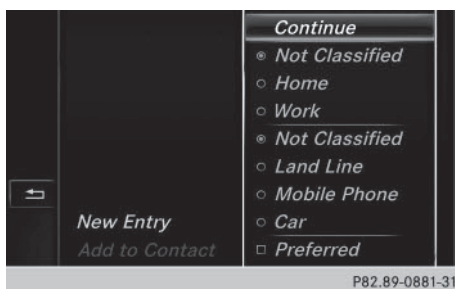 Continue
Not Classified
Home
Work
Not Classified
Land Line
Mobile Phone
New Entry
Car
Add to Contact
Preferred
P82.89-0881-31